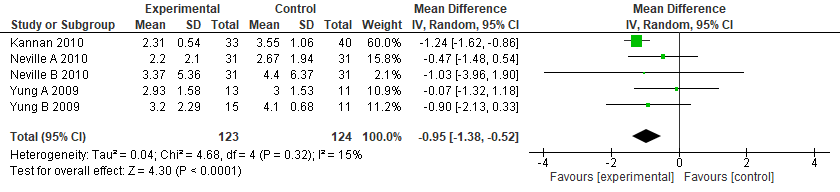 Experimental Control Mean Difference Mean Difference
Study or Subgroup Mean SD Total Mean SD Total Weight IV, Random, 95% CI IV, Random, 95% CI
Kannan 2010 2.31 0.54 33 3.55 1.06 40 60.0% -1.24 [-1.62, -0.86]
Neville A 2010 2.2 2.1 31 2.67 1.94 31 15.8% -0.47 [-1.48, 0.54]
Neville B 2010 3.37 5.36 31 4.4 6.37 31 2.1% -1.03 [-3.96, 1.90]
Yung A 2009 2.93 1.58 13 3 1.53 11 10.9% -0.07 [-1.32, 1.18]
Yung B 2009 3.2 2.29 15 4.1 0.68 11 11.2% -0.90 [-2.13, 0.33]
Total (95% CI) 123 124 100.0% -0.95 [-1.38, -0.52]
Heterogeneity: Tau² = 0.04; Chi² = 4.68, df = 4 (P = 0.32); I² = 15%
Test for overall effect: Z = 4.30 (P < 0.0001)
-4 -2 0 2 4
Favours [experimental] Favours [control]